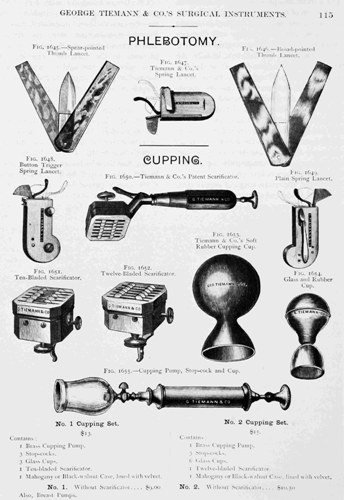 GEORGE TIEMANN & CO.'S SURGICAL INSTRUMENTS. 115
PHLEBOTOMY.
FIG. 1645.—Spear-pointed
Thumb Lancet.
FIG. 1647.
Tiemann & Co.'s
Spring Lancet.
FIG. 1646.—Round-pointed
Thumb Lancet.
CUPPING.
FIG. 1648.
Button Trigger
Spring Lancet.
FIG. 1650.—Tiemann & Co.'s Patent Scarificator.
FIG. 1649.
Plain Spring Lancet.
G. TIEMANN & CO.
FIG. 1651.
Ten-Bladed Scarificator.
FIG. 1652.
Twelve-Bladed Scarificator.
FIG. 1653.
Tiemann & Co.'s Soft
Rubber Cupping Cup.
FIG. 1654.
Glass and Rubber
Cup.
G. TIEMANN & CO.
FIG. 1655.—Cupping Pump, Stop-cock and Cup.
G. TIEMANN & CO.
No. 1 Cupping Set.
Contains:
1 Brass Cupping Pump,
3 Stopcocks,
3 Glass Cups,
1 Ten-bladed Scarificator.
1 Mahogany or Black-walnut Case, lined with velvet.
No. 1. Without Scarificator.... $9.00
Also, Breast Pumps.
No 2 Cupping Set.
Contains:
1 Brass Cupping Pump,
3 Stopcocks,
6 Glass Cups,
1 Twelve-bladed Scarificator.
1 Mahogany or Black-walnut Case, lined with velvet.
No. 2. Without Scarificator